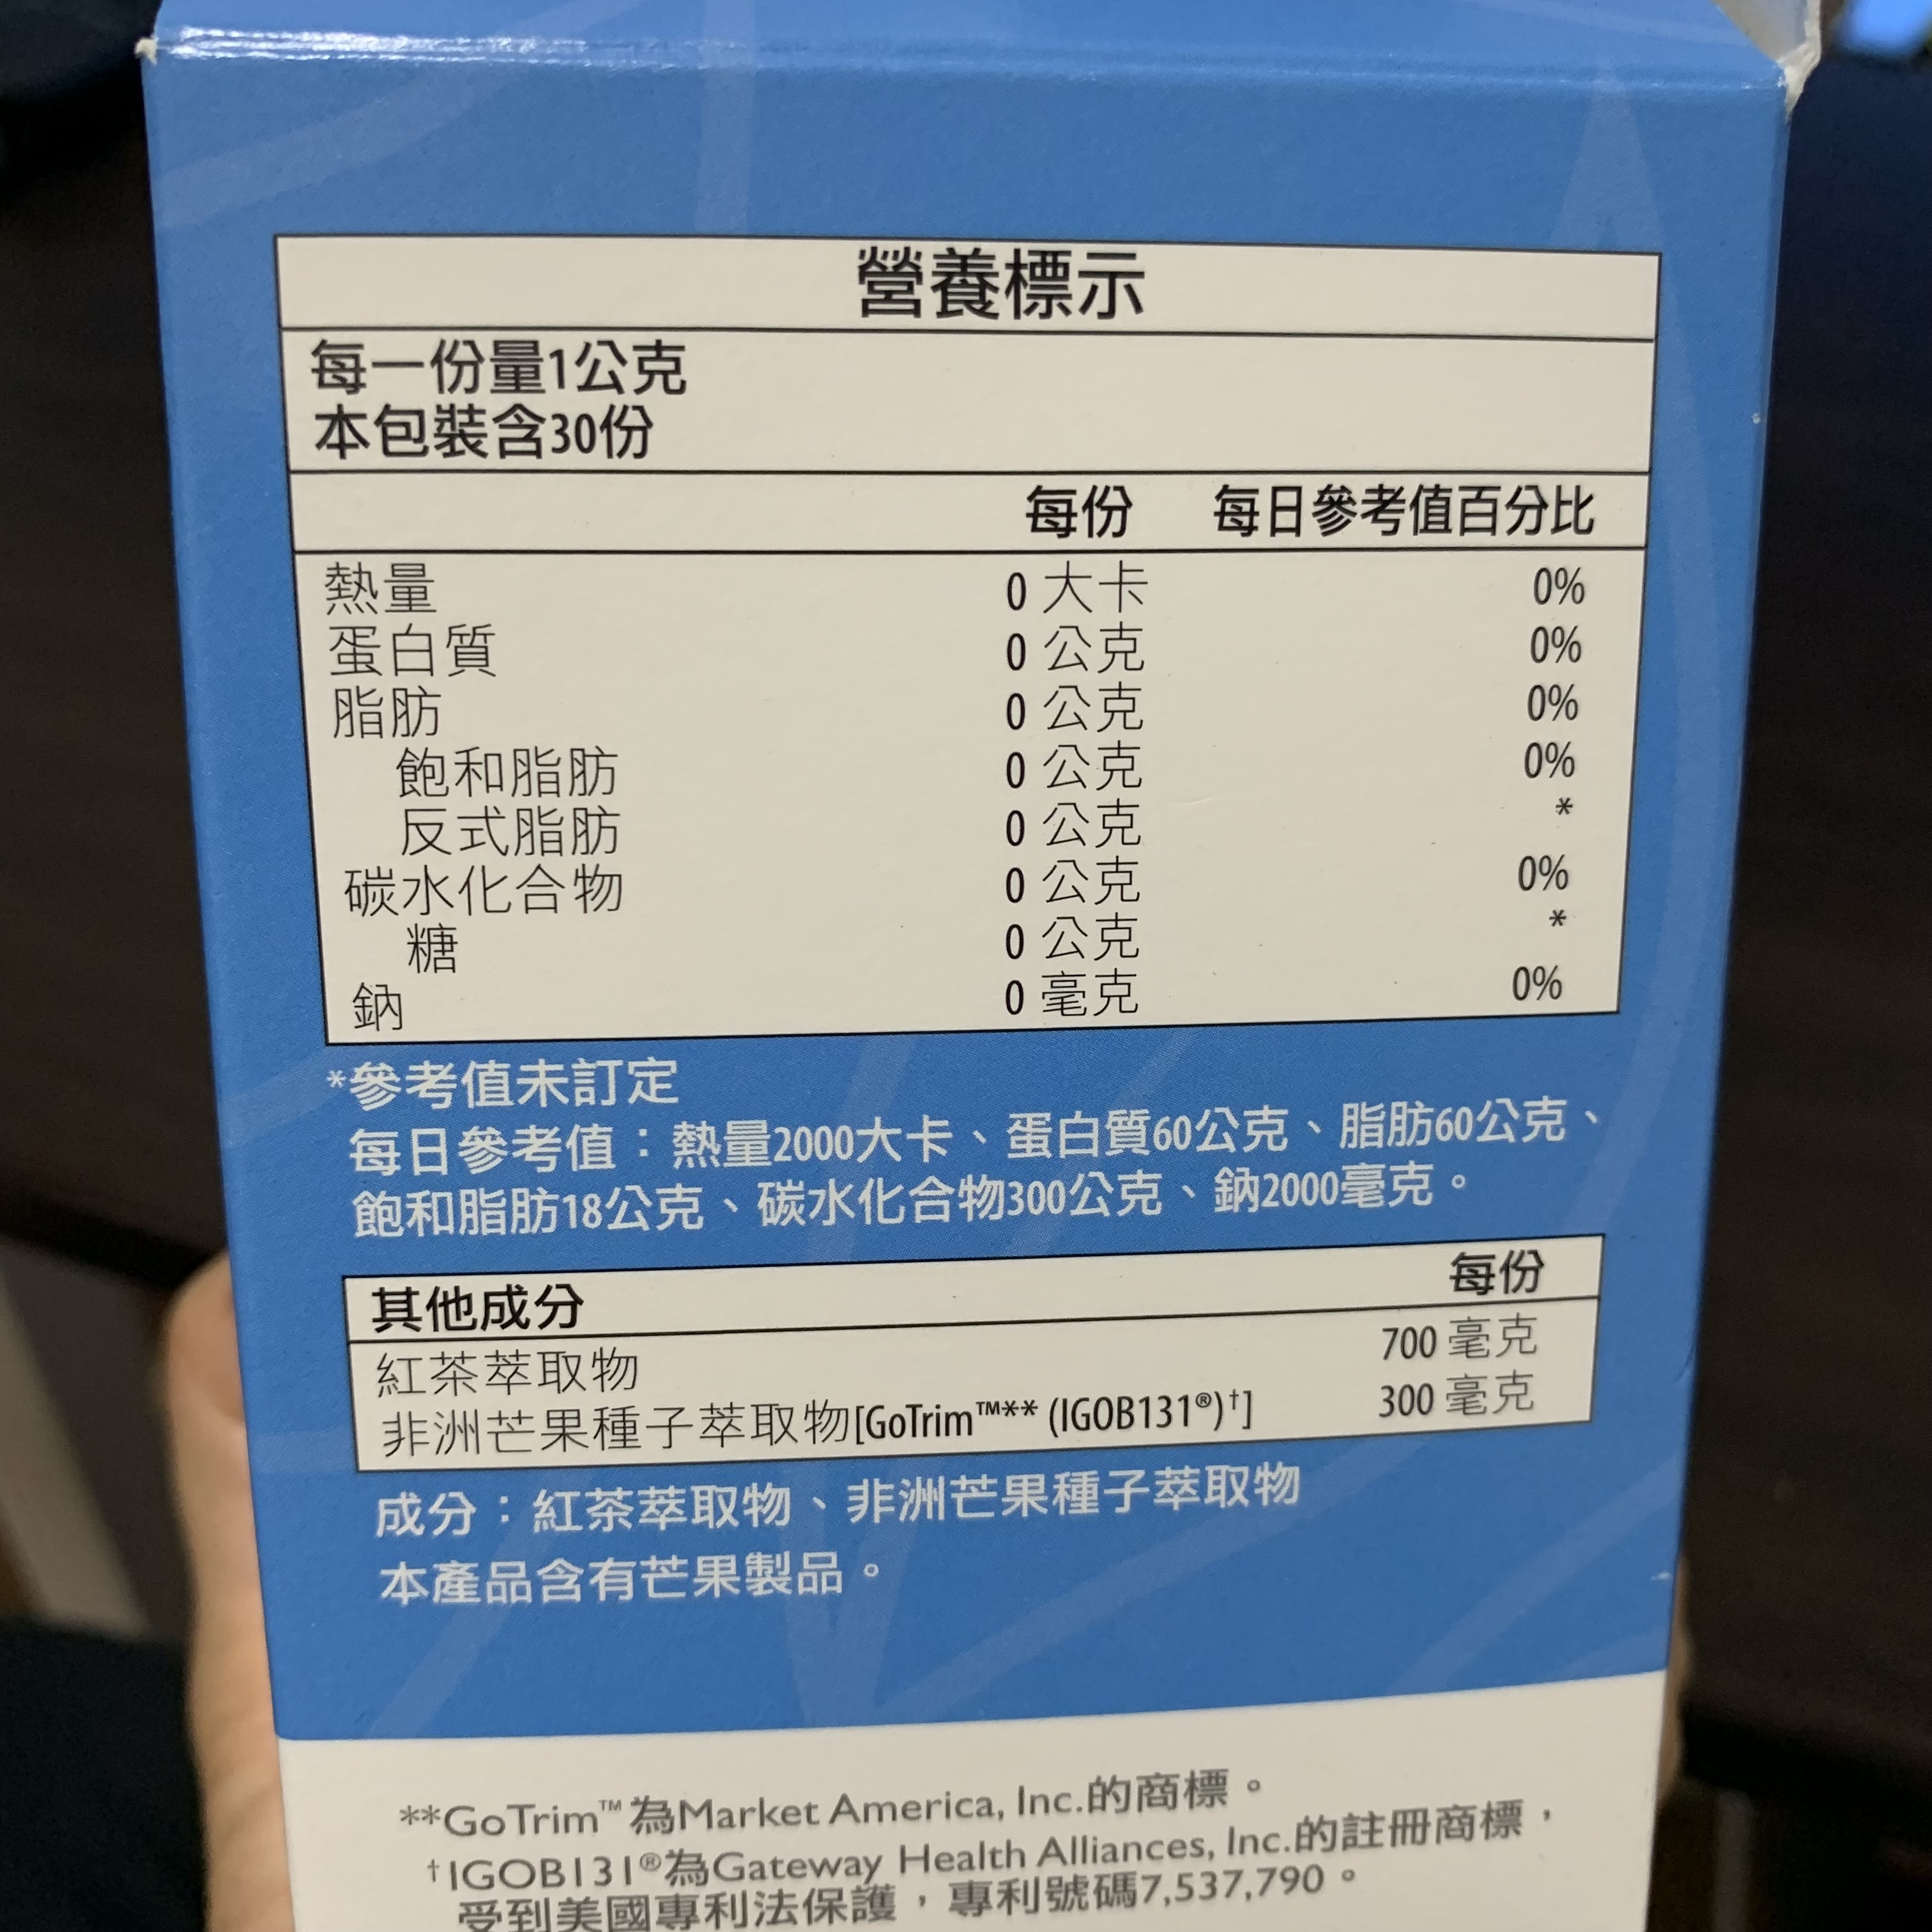 營養標示
每一份量1公克
本包裝含30份
每份 每日參考值百分比
熱量 0 大卡 0%
蛋白質 0 公克 0%
脂肪 0 公克 0%
飽和脂肪 0 公克 0%
反式脂肪 0 公克 *
碳水化合物 0 公克 0%
糖 0 公克 *
鈉 0 毫克 0%
*參考值未訂定
每日參考值：熱量2000大卡、蛋白質60公克、脂肪60公克、
飽和脂肪18公克、碳水化合物300公克、鈉2000毫克。
其他成分 每份
紅茶萃取物 700 毫克
非洲芒果種子萃取物[GoTrim™** (IGOB131®)†] 300 毫克
成分：紅茶萃取物、非洲芒果種子萃取物
本產品含有芒果製品。
**GoTrim™為Market America, Inc.的商標。
†IGOB131®為Gateway Health Alliances, Inc.的註冊商標，
受到美國專利法保護，專利號碼7,537,790。